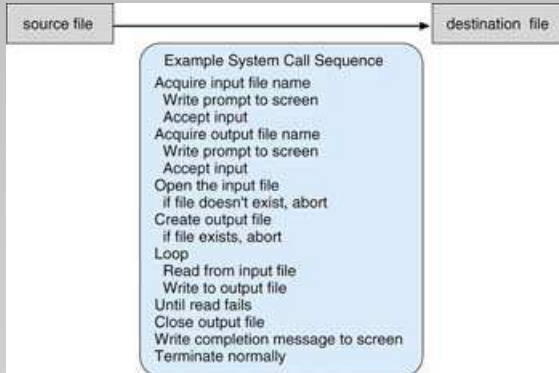 source file
destination file
Example System Call Sequence
Acquire input file name
Write prompt to screen
Accept input
Acquire output file name
Write prompt to screen
Accept input
Open the input file
if file doesn't exist, abort
Create output file
if file exists, abort
Loop
Read from input file
Write to output file
Until read fails
Close output file
Write completion message to screen
Terminate normally